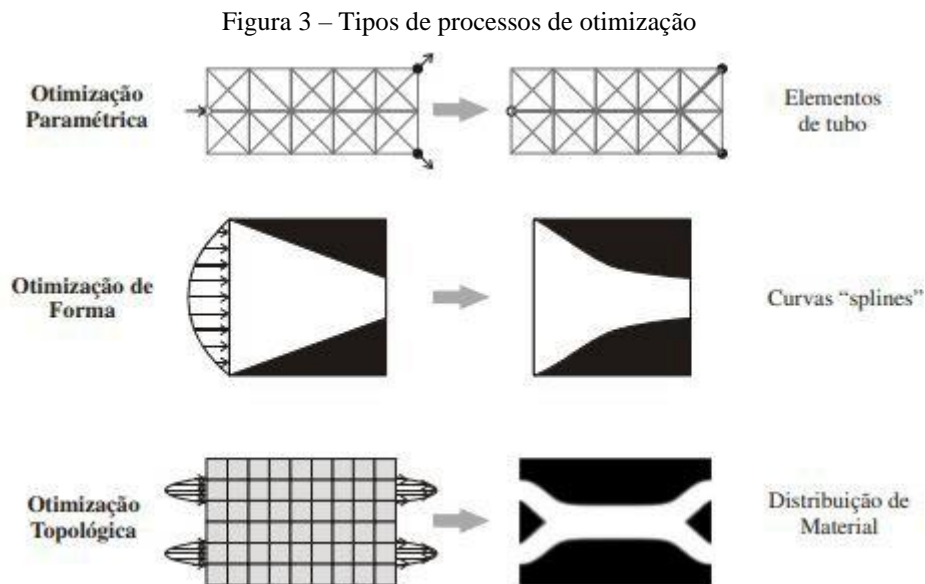 Figura 3 – Tipos de processos de otimização
Otimização
Paramétrica
Elementos
de tubo
Otimização de
Forma
Curvas “splines”
Otimização
Topológica
Distribuição de
Material